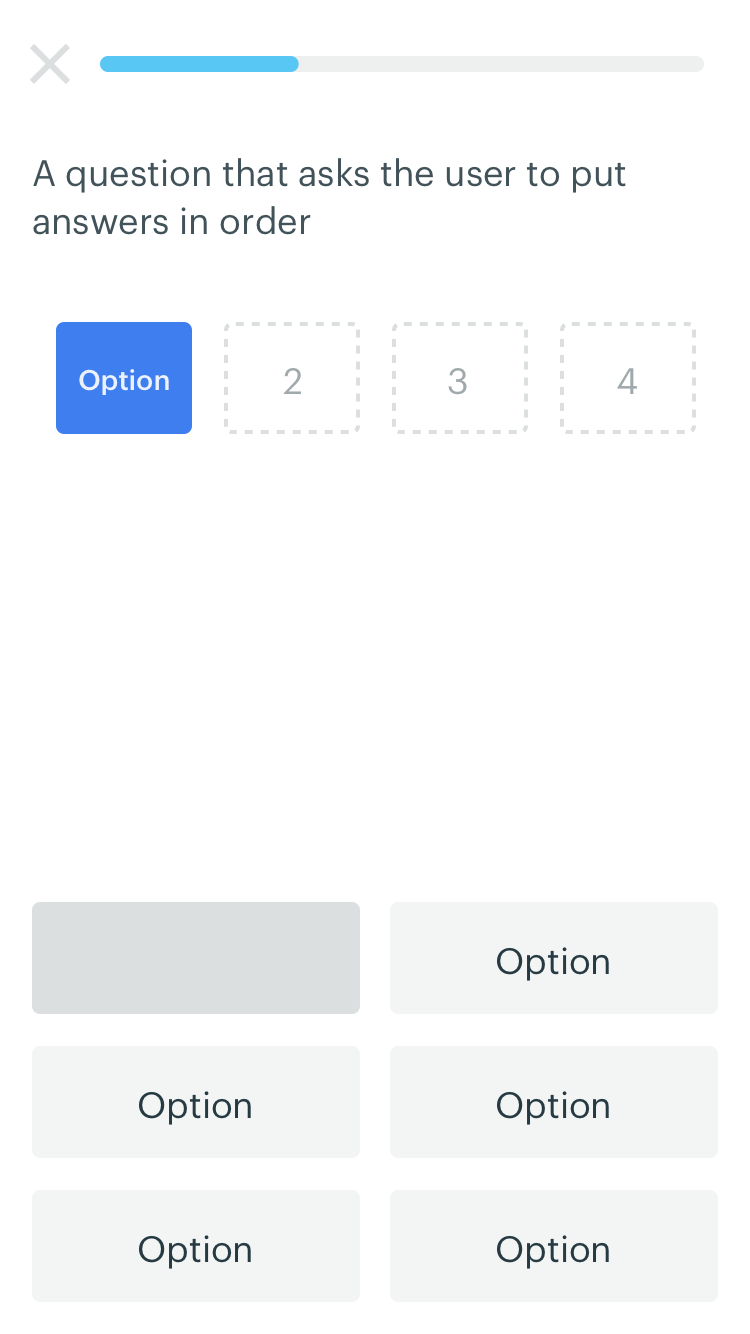 A question that asks the user to put
answers in order
Option 2 3 4
Option
Option Option
Option Option